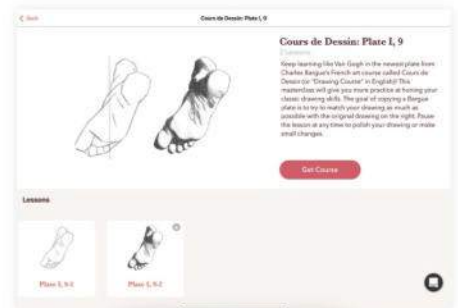 Back
Cours de Dessin: Plate I, 9
Cours de Dessin: Plate I, 9
2 Lessons
Keep learning like Van Gogh in the newest plate from
Charles Bargue's French art course called Cours de
Dessin (or "Drawing Course" in English)! This
masterclass will give you more practice at honing your
classic drawing skills. The goal of copying a Bargue
plate is to try to match your drawing as much as
possible with the original drawing on the right. Pause
the lesson at any time to polish your drawing or make
small changes.
Get Course
Lessons
Plate I, 9-1
Plate I, 9-2